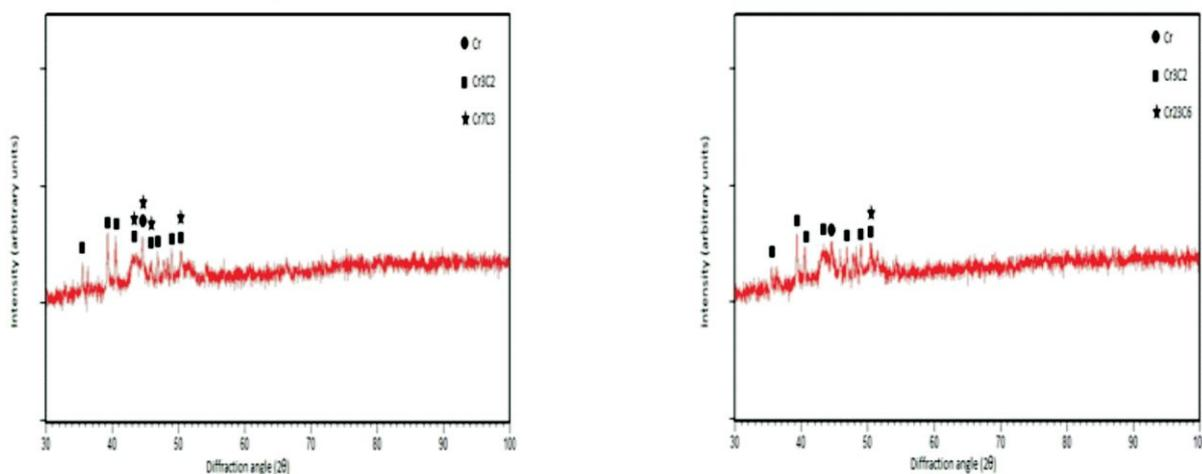 Cr
Cr3C2
Cr7C3
Intensity (arbitrary units)
30 40 50 60 70 80 90 100
Diffraction angle (2θ)
Cr
Cr3C2
Cr23C6
Intensity (arbitrary units)
30 40 50 60 70 80 90 100
Diffraction angle (2θ)